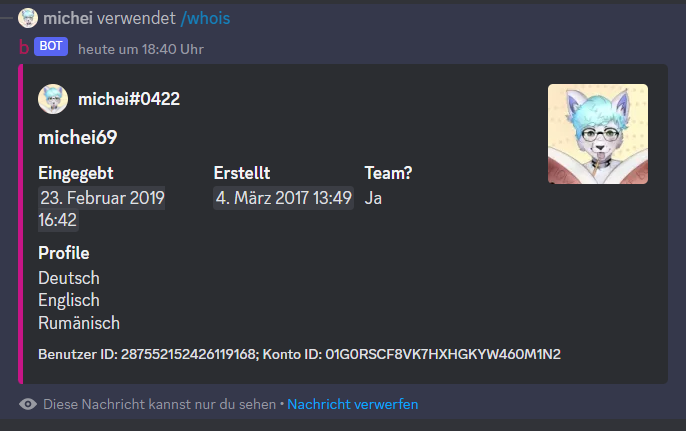 michei verwendet /whois
b BOT heute um 18:40 Uhr
michei#0422
michei69
Eingegebt Erstellt Team?
23. Februar 2019 4. März 2017 13:49 Ja
16:42
Profile
Deutsch
Englisch
Rumänisch
Benutzer ID: 287552152426119168; Konto ID: 01G0RSCF8VK7HXHGKYW460M1N2
Diese Nachricht kannst nur du sehen • Nachricht verwerfen